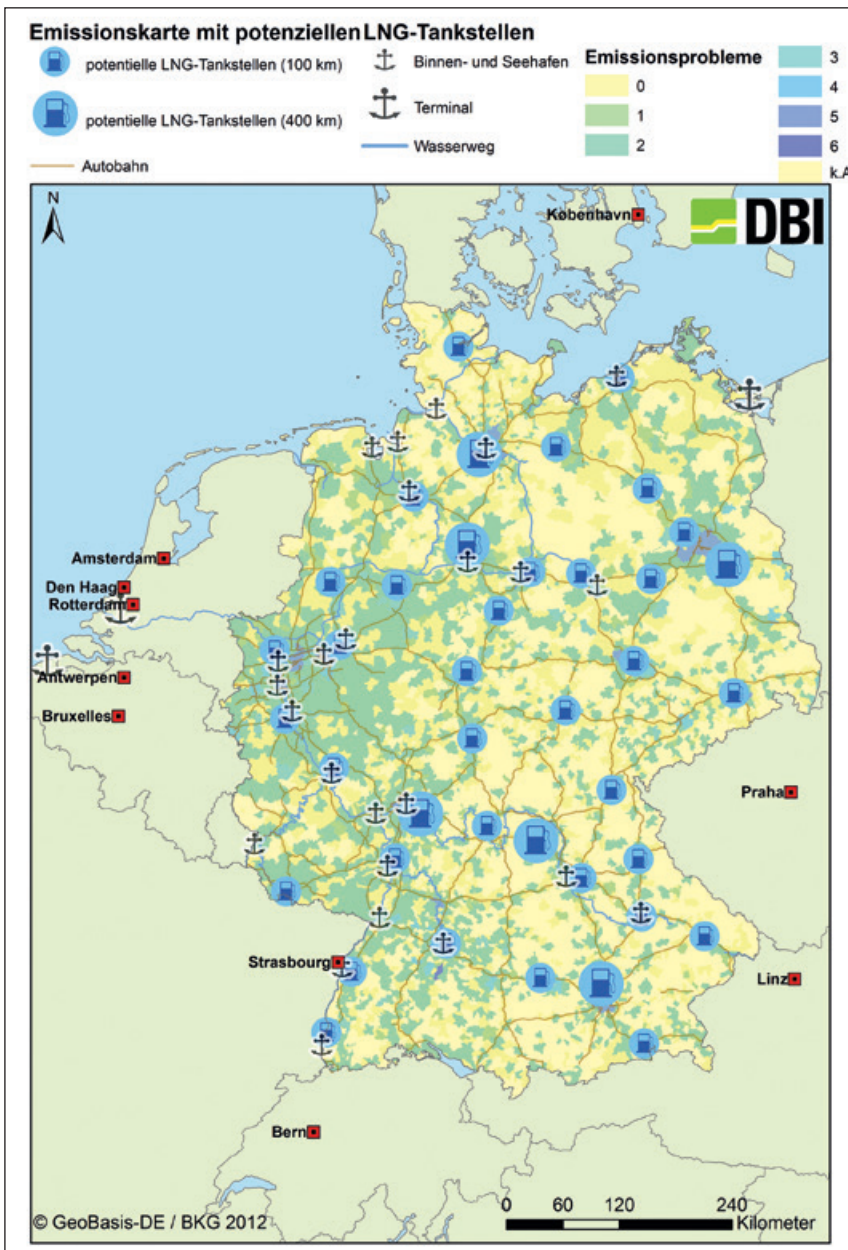 Emissionskarte mit potenziellen LNG-Tankstellen
potentielle LNG-Tankstellen (100 km)
potentielle LNG-Tankstellen (400 km)
Autobahn
Binnen- und Seehafen
Terminal
Wasserweg
Emissionsprobleme
0
1
2
3
4
5
6
k.A
N
DBI
København
Amsterdam
Den Haag
Rotterdam
Antwerpen
Bruxelles
Praha
Strasbourg
Linz
Bern
© GeoBasis-DE / BKG 2012
0 60 120 240
Kilometer